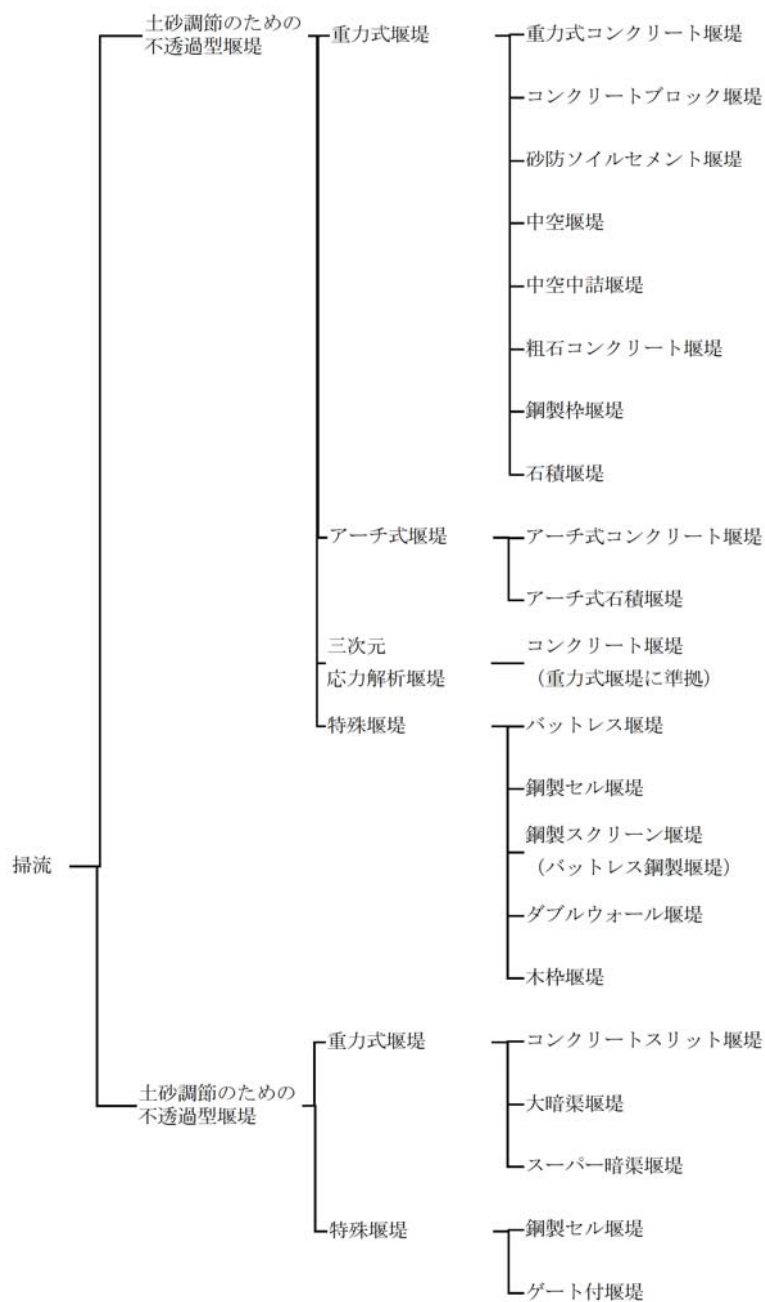 土砂調節のための
不透過型堰堤
重力式堰堤
重力式コンクリート堰堤
コンクリートブロック堰堤
砂防ソイルセメント堰堤
中空堰堤
中空中詰堰堤
粗石コンクリート堰堤
鋼製枠堰堤
石積堰堤
アーチ式堰堤
アーチ式コンクリート堰堤
アーチ式石積堰堤
三次元
応力解析堰堤
コンクリート堰堤
（重力式堰堤に準拠）
特殊堰堤
バットレス堰堤
鋼製セル堰堤
鋼製スクリーン堰堤
（バットレス鋼製堰堤）
ダブルウォール堰堤
木枠堰堤
掃流
土砂調節のための
不透過型堰堤
重力式堰堤
コンクリートスリット堰堤
大暗渠堰堤
スーパー暗渠堰堤
特殊堰堤
鋼製セル堰堤
ゲート付堰堤